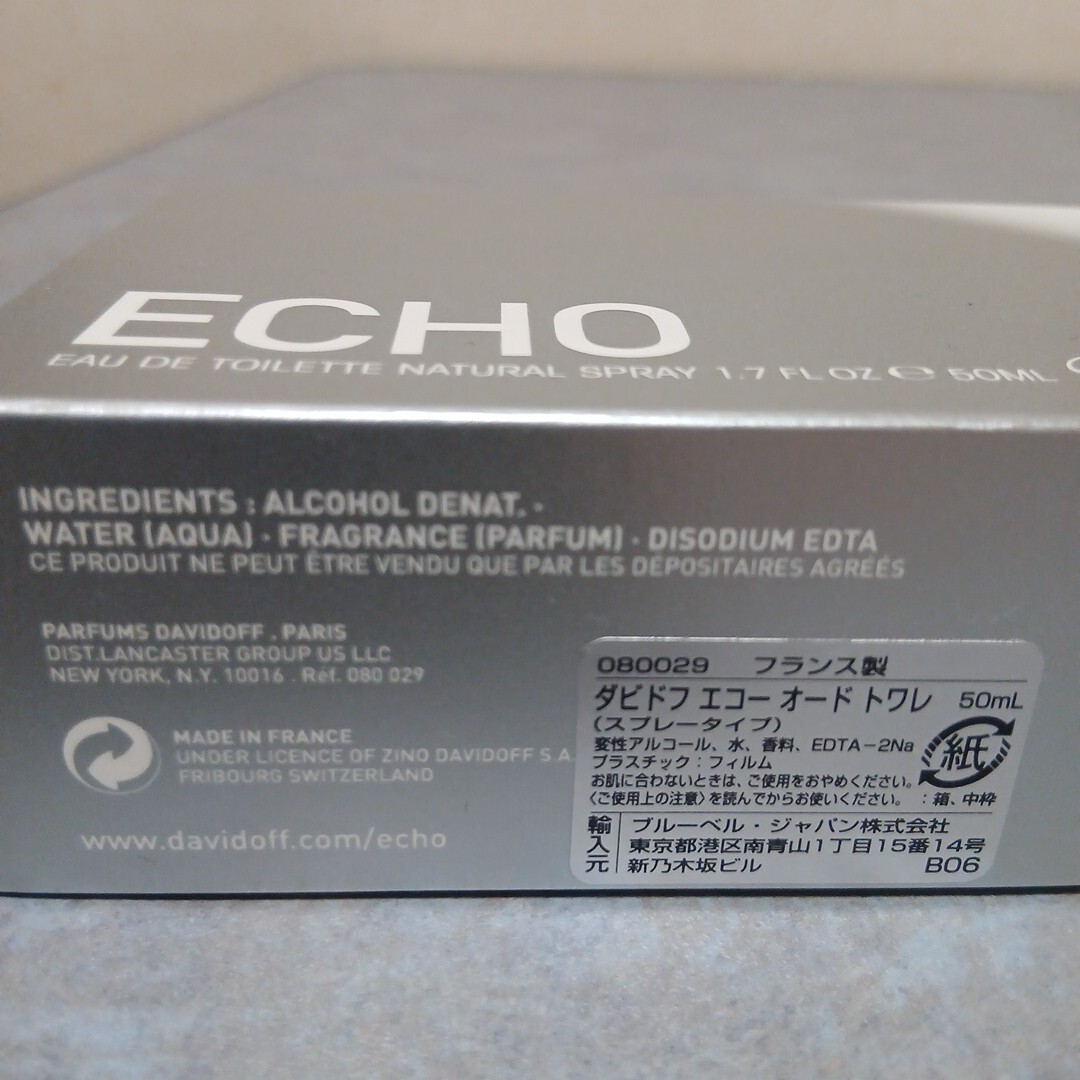 ECHO
EAU DE TOILETTE NATURAL SPRAY 1.7 FL OZ ℮ 50ML
INGREDIENTS : ALCOHOL DENAT. ·
WATER (AQUA) · FRAGRANCE (PARFUM) · DISODIUM EDTA
CE PRODUIT NE PEUT ÊTRE VENDU QUE PAR LES DÉPOSITAIRES AGRÉÉS
PARFUMS DAVIDOFF . PARIS
DIST.LANCASTER GROUP US LLC
NEW YORK, N.Y. 10016 . Réf. 080 029
MADE IN FRANCE
UNDER LICENCE OF ZINO DAVIDOFF S.A.
FRIBOURG SWITZERLAND
www.davidoff.com/echo
080029 フランス製
ダビドフ エコー オード トワレ 50mL
(スプレータイプ)
変性アルコール、水、香料、EDTA-2Na
プラスチック：フィルム
紙
お肌に合わないときは、ご使用をおやめください。
〈ご使用上の注意〉を読んでからお使いください。 ：箱、中枠
輸入元
ブルーベル・ジャパン株式会社
東京都港区南青山1丁目15番14号
新乃木坂ビル B06